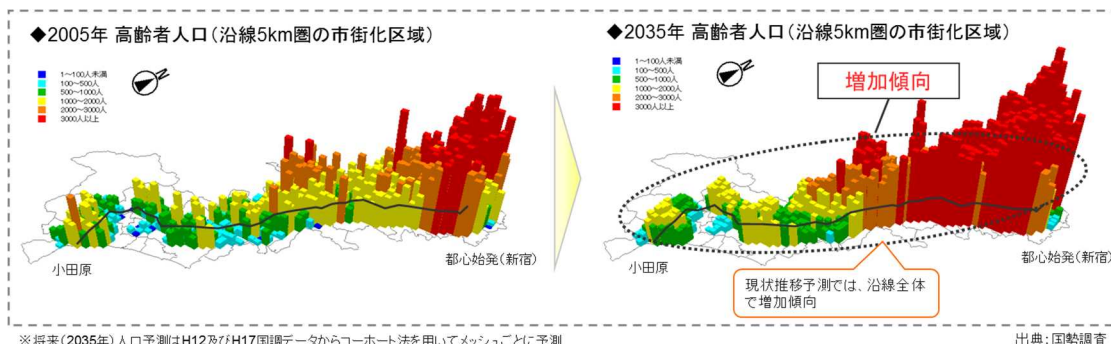 ◆2005年 高齢者人口(沿線5km圏の市街化区域)
1~100人未満
100~500人
500~1000人
1000~2000人
2000~3000人
3000人以上
N
小田原
都心始発(新宿)
◆2035年 高齢者人口(沿線5km圏の市街化区域)
1~100人未満
100~500人
500~1000人
1000~2000人
2000~3000人
3000人以上
N
増加傾向
小田原
都心始発(新宿)
現状推移予測では、沿線全体
で増加傾向
※将来(2035年)人口予測はH12及びH17国調データからコーホート法を用いてメッシュごとに予測
出典:国勢調査